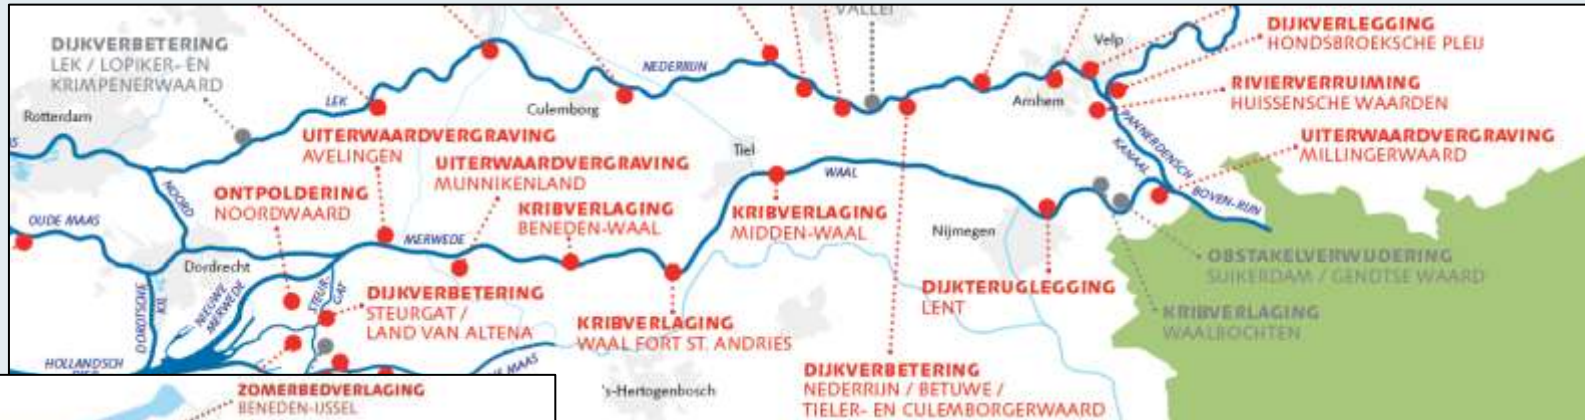 VALLEI
DIJKVERBETERING
LEK / LOPIKER- EN
KRIMPENERWAARD
Rotterdam
LEK
Culemborg
NEDERRIJN
Arnhem
Velp
DIJKVERLEGGING
HONDSBROEKSCHE PLEIJ
RIVIERVERRUIMING
HUISSENSCHE WAARDEN
PANNERDENSCH
KANAAL
UITERWAARDVERGRAVING
MILLINGERWAARD
BOVEN-RIJN
UITERWAARDVERGRAVING
AVELINGEN
UITERWAARDVERGRAVING
MUNNIKENLAND
Tiel
WAAL
NOORD
ONTPOLDERING
NOORDWAARD
OUDE MAAS
MERWEDE
KRIBVERLAGING
BENEDEN-WAAL
KRIBVERLAGING
MIDDEN-WAAL
Nijmegen
OBSTAKELVERWIJDERING
SUIKERDAM / GENDTSE WAARD
Dordrecht
DORDTSCHE
KIL
NIEUWE
MERWEDE
STEUR-
GAT
DIJKVERBETERING
STEURGAT /
LAND VAN ALTENA
KRIBVERLAGING
WAAL FORT ST. ANDRIES
DIJKTERUGLEGGING
LENT
KRIBVERLAGING
WAALBOCHTEN
HOLLANDSCH
MAAS
's-Hertogenbosch
DIJKVERBETERING
NEDERRIJN / BETUWE /
TIELER- EN CULEMBORGERWAARD
ZOMERBEDVERLAGING
BENEDEN-IJSSEL